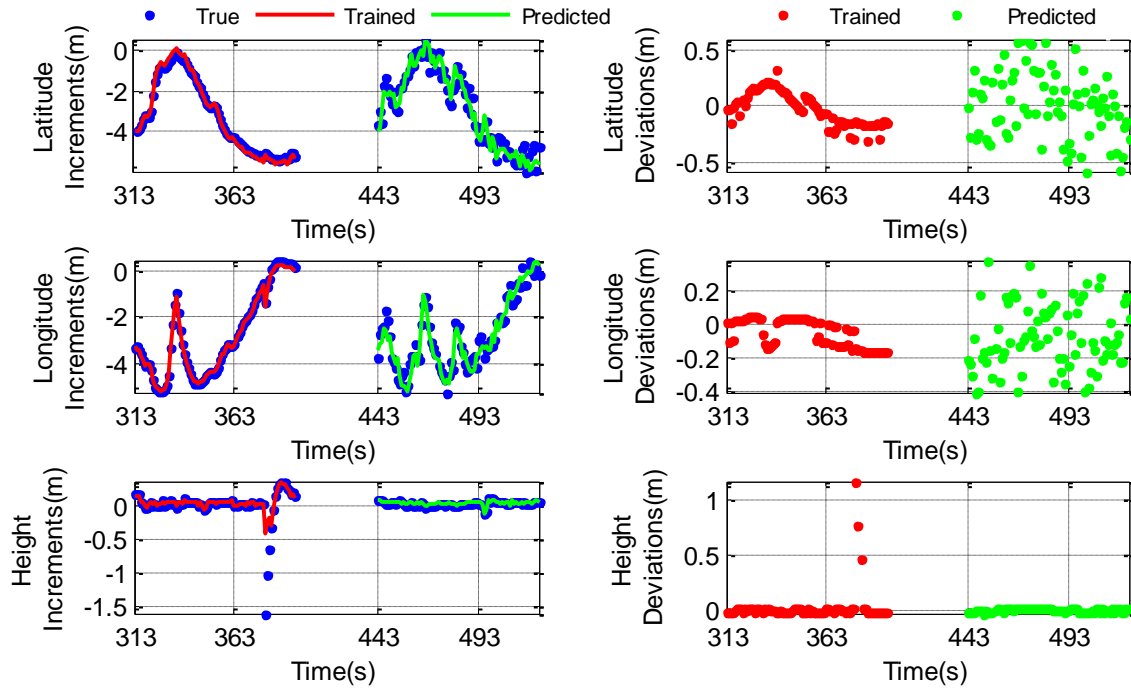 True Trained Predicted
Trained Predicted
Latitude
Increments(m)
0
-2
-4
313 363 443 493
Time(s)
Latitude
Deviations(m)
0.5
0
-0.5
313 363 443 493
Time(s)
Longitude
Increments(m)
0
-2
-4
313 363 443 493
Time(s)
Longitude
Deviations(m)
0.2
0
-0.2
-0.4
313 363 443 493
Time(s)
Height
Increments(m)
0
-0.5
-1
-1.5
313 363 443 493
Time(s)
Height
Deviations(m)
1
0.5
0
313 363 443 493
Time(s)